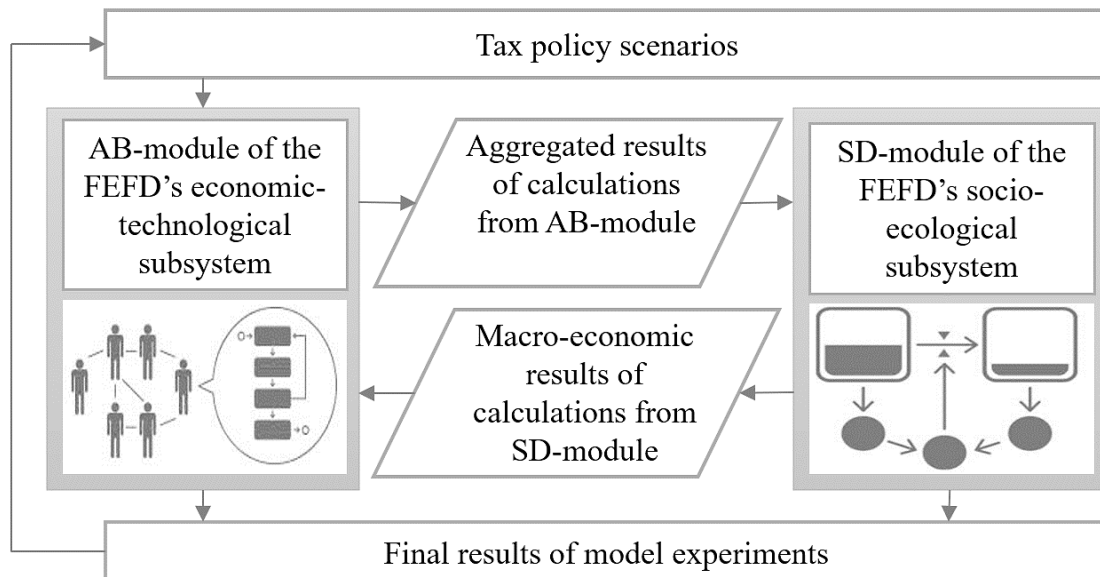 Tax policy scenarios
AB-module of the
FEFD’s economic-
technological
subsystem
Aggregated results
of calculations
from AB-module
SD-module of the
FEFD’s socio-
ecological
subsystem
Macro-economic
results of
calculations from
SD-module
Final results of model experiments